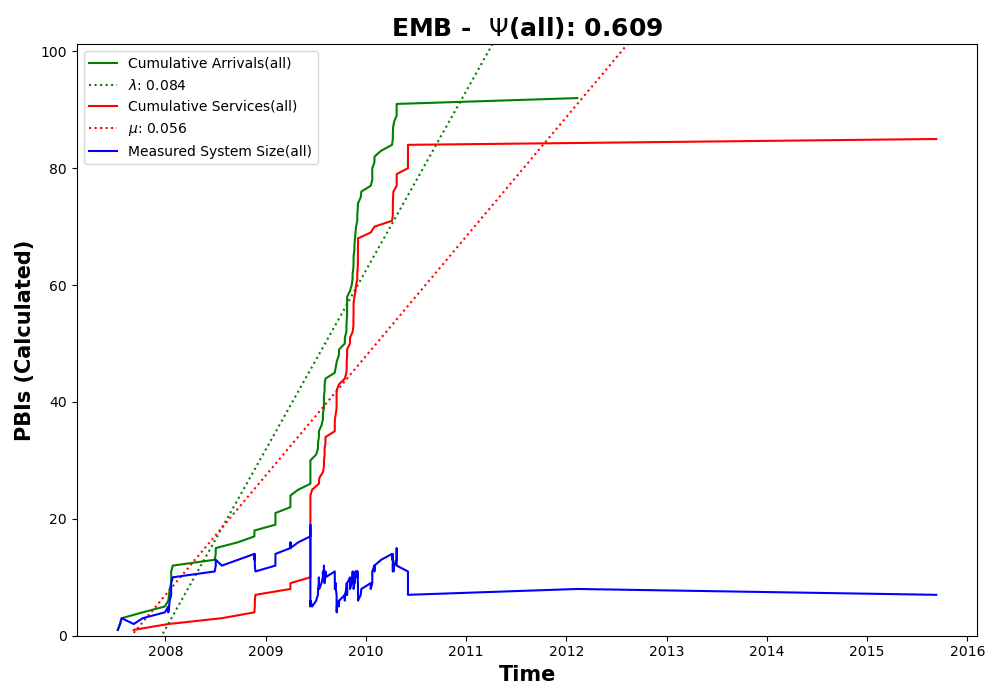 EMB - Ψ(all): 0.609
Cumulative Arrivals(all)
λ: 0.084
Cumulative Services(all)
μ: 0.056
Measured System Size(all)
PBIs (Calculated)
100
80
60
40
20
0
2008 2009 2010 2011 2012 2013 2014 2015 2016
Time